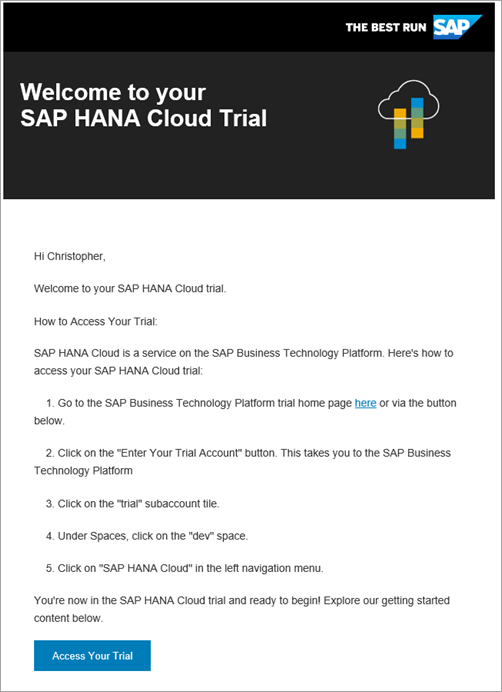 THE BEST RUN SAP
Welcome to your
SAP HANA Cloud Trial
Hi Christopher,
Welcome to your SAP HANA Cloud trial.
How to Access Your Trial:
SAP HANA Cloud is a service on the SAP Business Technology Platform. Here's how to
access your SAP HANA Cloud trial:
1. Go to the SAP Business Technology Platform trial home page here or via the button
below.
2. Click on the "Enter Your Trial Account" button. This takes you to the SAP Business
Technology Platform
3. Click on the "trial" subaccount tile.
4. Under Spaces, click on the "dev" space.
5. Click on "SAP HANA Cloud" in the left navigation menu.
You're now in the SAP HANA Cloud trial and ready to begin! Explore our getting started
content below.
Access Your Trial